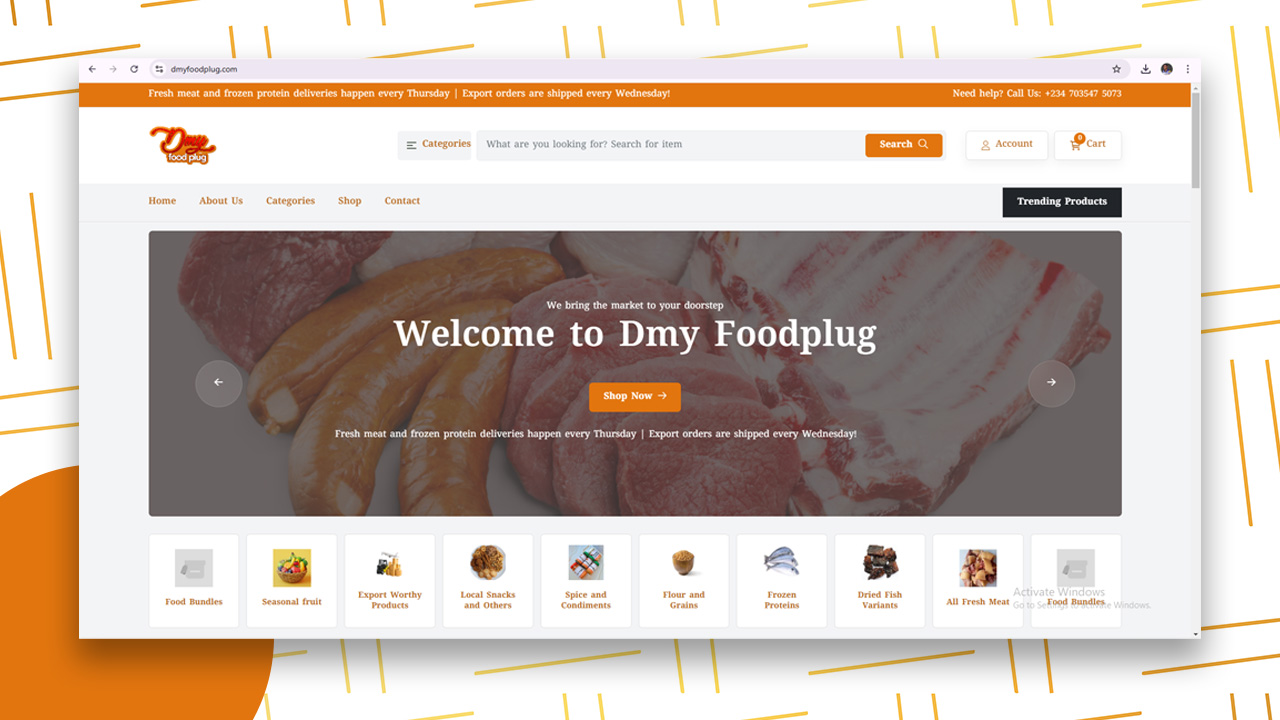 dmyfoodplug.com
Fresh meat and frozen protein deliveries happen every Thursday | Export orders are shipped every Wednesday!
Need help? Call Us: +234 703547 5073
Dmy
food plug
Categories
What are you looking for? Search for item
Search
Account
0
Cart
Home
About Us
Categories
Shop
Contact
Trending Products
We bring the market to your doorstep
Welcome to Dmy Foodplug
Shop Now
Fresh meat and frozen protein deliveries happen every Thursday | Export orders are shipped every Wednesday!
Food Bundles
Seasonal fruit
Export Worthy
Products
Local Snacks
and Others
Spice and
Condiments
Flour and
Grains
Frozen
Proteins
Dried Fish
Variants
All Fresh Meat
Food Bundles
Activate Windows
Go to Settings to activate Windows.